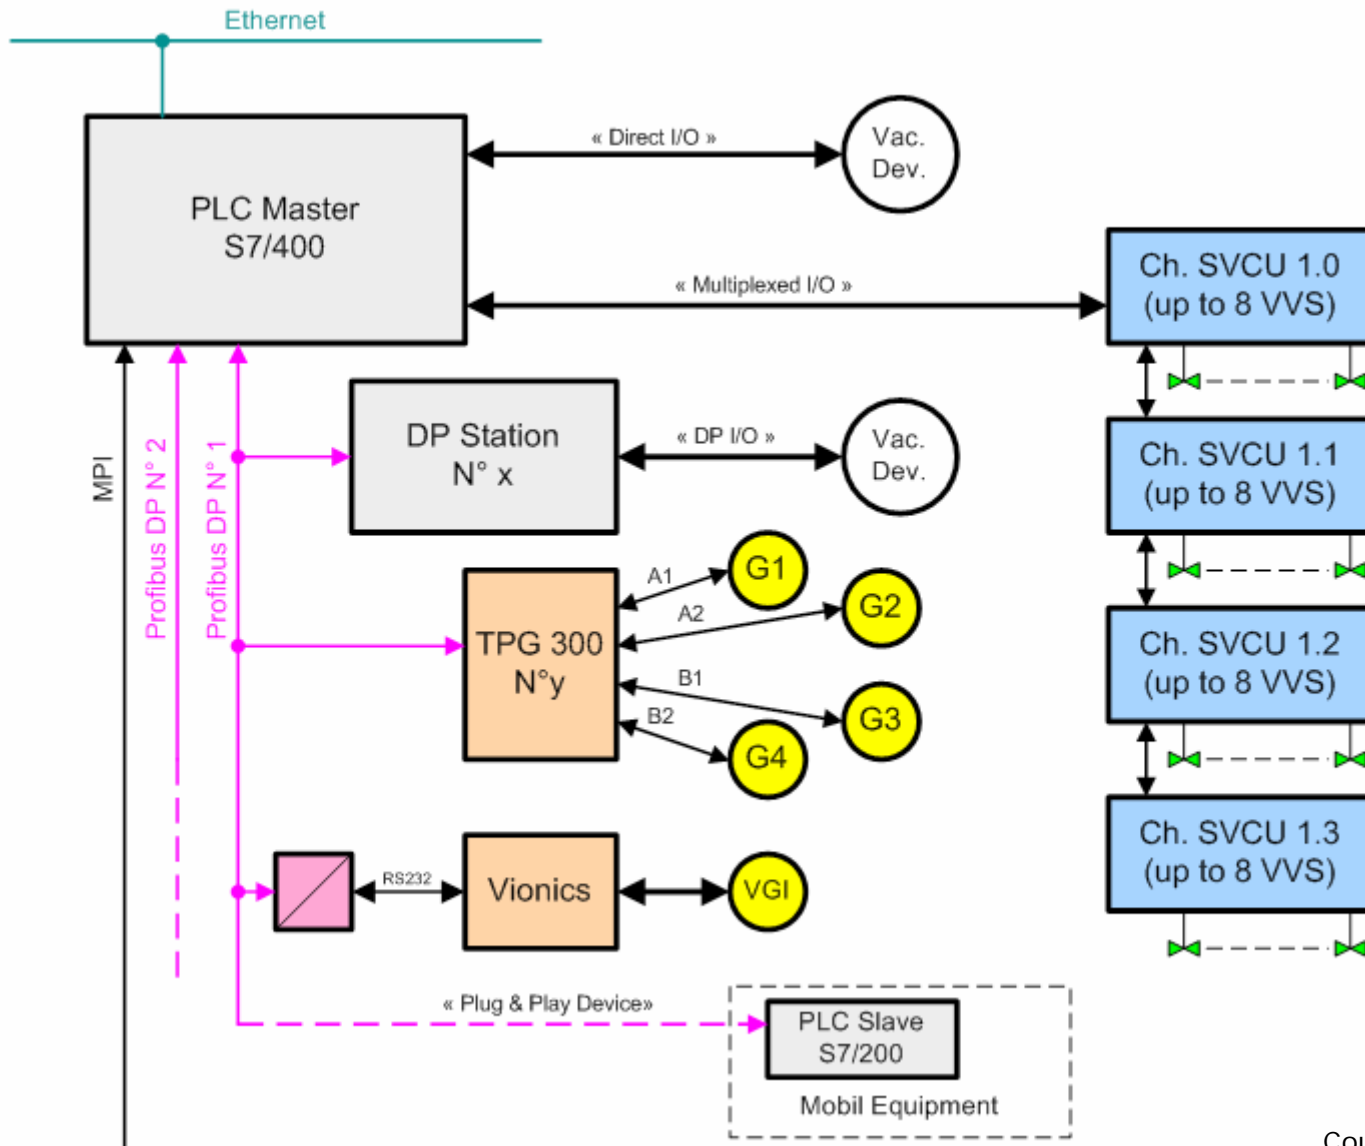 Ethernet
« Direct I/O »
Vac.
Dev.
PLC Master
S7/400
« Multiplexed I/O »
Ch. SVCU 1.0
(up to 8 VVS)
MPI
Profibus DP N° 2
Profibus DP N° 1
DP Station
N° x
« DP I/O »
Vac.
Dev.
Ch. SVCU 1.1
(up to 8 VVS)
TPG 300
N°y
A1
G1
A2
G2
B1
G3
B2
G4
Ch. SVCU 1.2
(up to 8 VVS)
RS232
Vionics
VGI
Ch. SVCU 1.3
(up to 8 VVS)
« Plug & Play Device»
PLC Slave
S7/200
Mobil Equipment